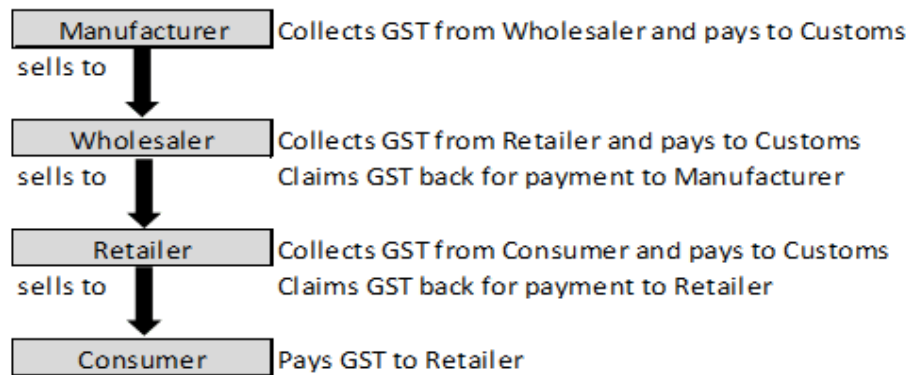 Manufacturer Collects GST from Wholesaler and pays to Customs
sells to
Wholesaler Collects GST from Retailer and pays to Customs
sells to Claims GST back for payment to Manufacturer
Retailer Collects GST from Consumer and pays to Customs
sells to Claims GST back for payment to Retailer
Consumer Pays GST to Retailer